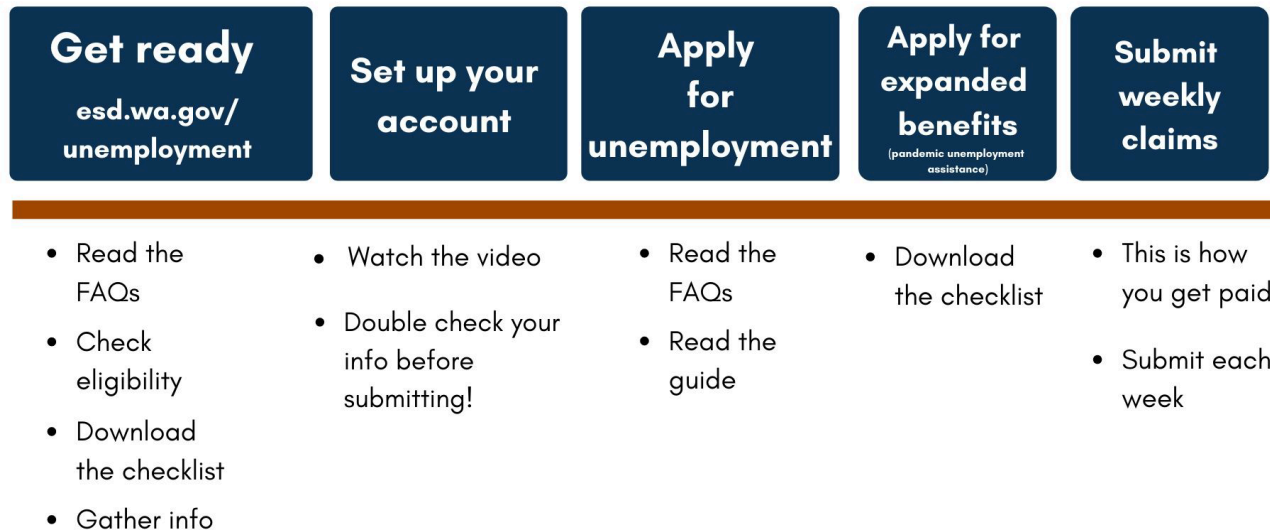 Get ready
esd.wa.gov/
unemployment
Set up your
account
Apply
for
unemployment
Apply for
expanded
benefits
(pandemic unemployment
assistance)
Submit
weekly
claims
• Read the
FAQs
• Check
eligibility
• Download
the checklist
• Gather info
• Watch the video
• Double check your
info before
submitting!
• Read the
FAQs
• Read the
guide
• Download
the checklist
• This is how
you get paid
• Submit each
week